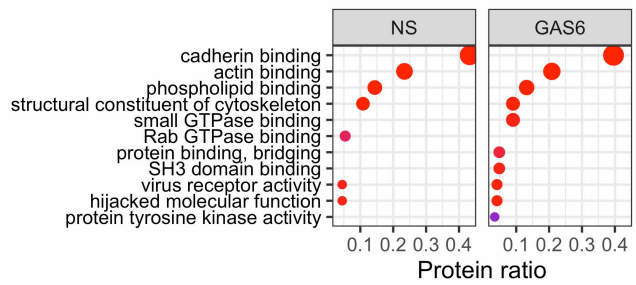 NS GAS6
cadherin binding
actin binding
phospholipid binding
structural constituent of cytoskeleton
small GTPase binding
Rab GTPase binding
protein binding, bridging
SH3 domain binding
virus receptor activity
hijacked molecular function
protein tyrosine kinase activity
0.1 0.2 0.3 0.4 0.1 0.2 0.3 0.4
Protein ratio